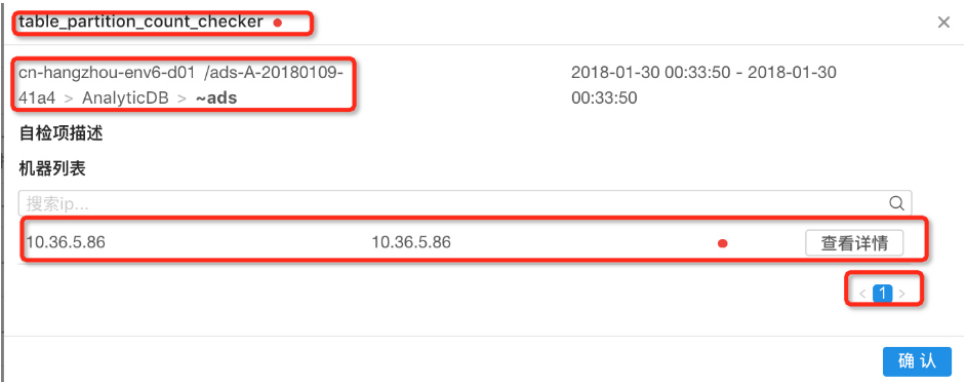 table_partition_count_checker
cn-hangzhou-env6-d01 /ads-A-20180109-
41a4 > AnalyticDB > ~ads
2018-01-30 00:33:50 - 2018-01-30
00:33:50
自检项描述
机器列表
搜索ip...
10.36.5.86 10.36.5.86 查看详情
< 1 >
确 认